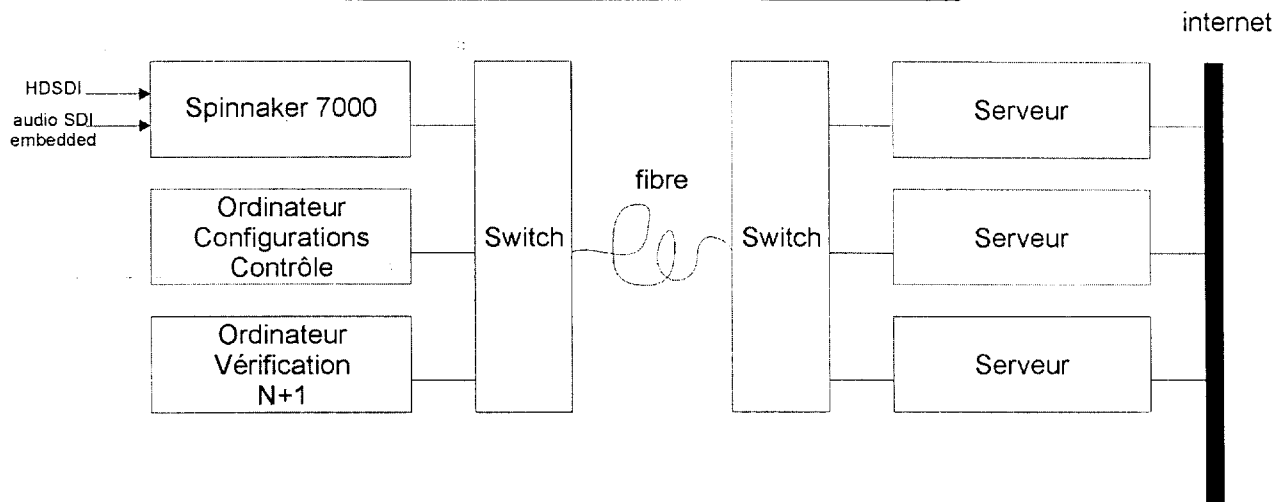 internet
HDSDI
audio SDI
embedded
Spinnaker 7000
Ordinateur
Configurations
Contrôle
Ordinateur
Vérification
N+1
Switch
fibre
Switch
Serveur
Serveur
Serveur